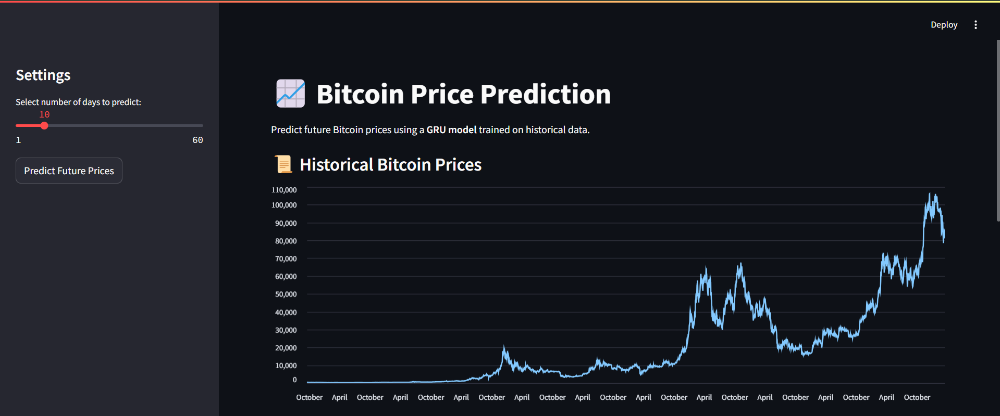 Deploy
Settings
Select number of days to predict:
10
1 60
Predict Future Prices
Bitcoin Price Prediction
Predict future Bitcoin prices using a GRU model trained on historical data.
Historical Bitcoin Prices
110,000
100,000
90,000
80,000
70,000
60,000
50,000
40,000
30,000
20,000
10,000
0
October April October April October April October April October April October April October April October April October April October April October